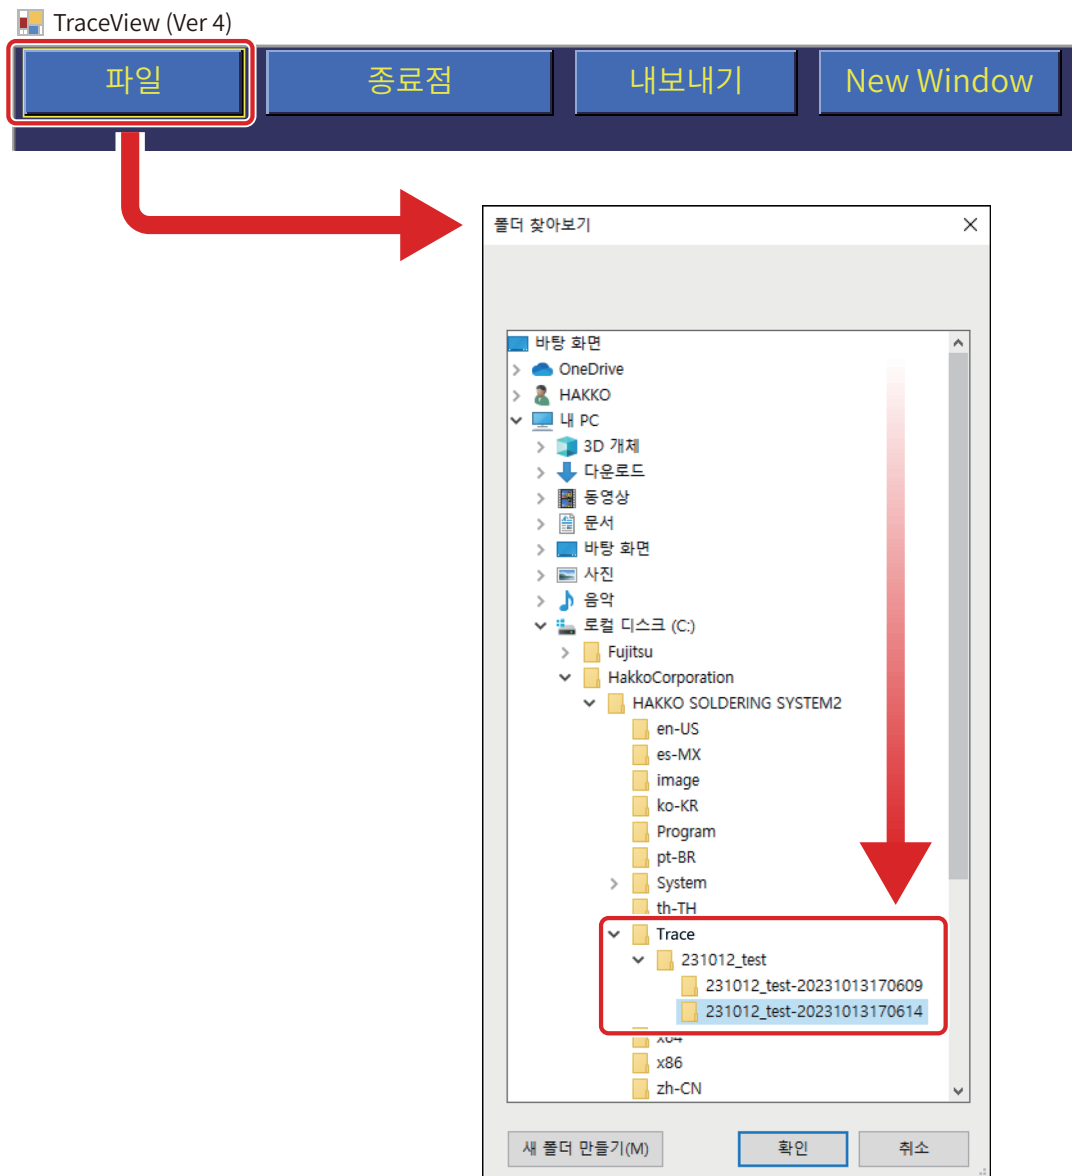 TraceView (Ver 4)
파일 종료점 내보내기 New Window
폴더 찾아보기
바탕 화면
OneDrive
HAKKO
내 PC
3D 개체
다운로드
동영상
문서
바탕 화면
사진
음악
로컬 디스크 (C:)
Fujitsu
HakkoCorporation
HAKKO SOLDERING SYSTEM2
en-US
es-MX
image
ko-KR
Program
pt-BR
System
th-TH
Trace
231012_test
231012_test-20231013170609
231012_test-20231013170614
x64
x86
zh-CN
새 폴더 만들기(M) 확인 취소